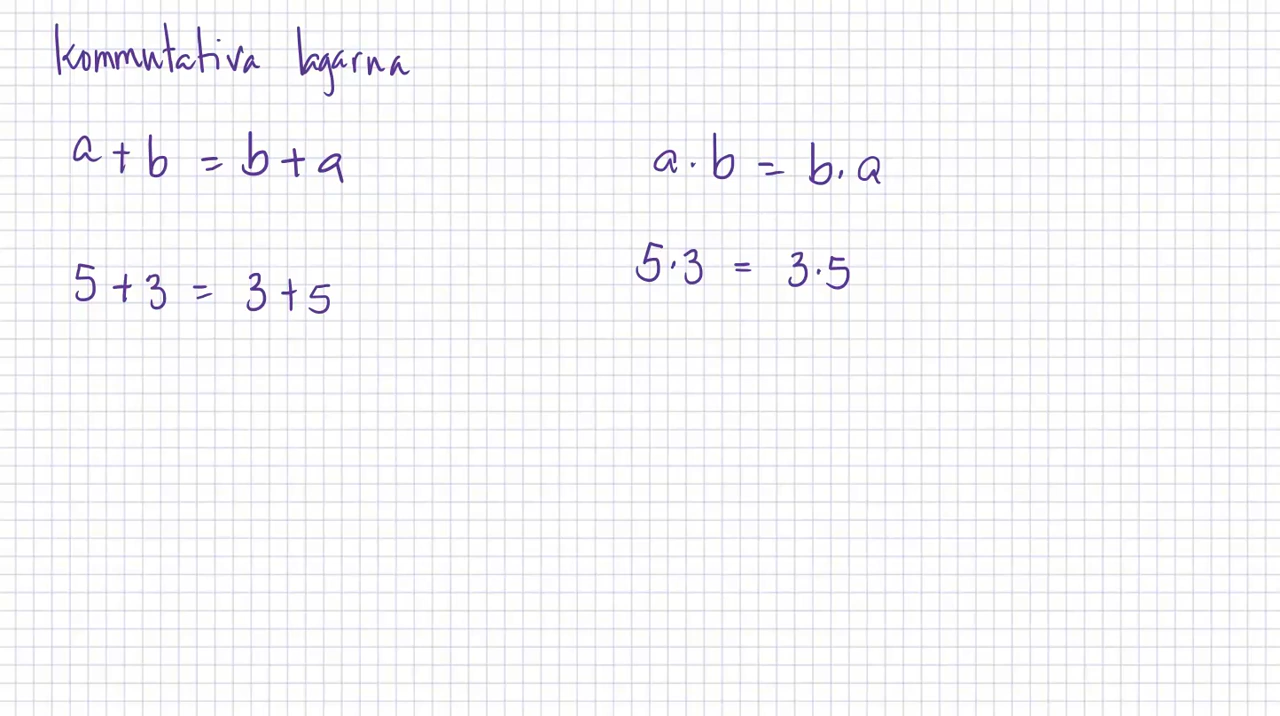 kommutativa lagarna
a + b = b + a
a · b = b · a
5 + 3 = 3 + 5
5 · 3 = 3 · 5